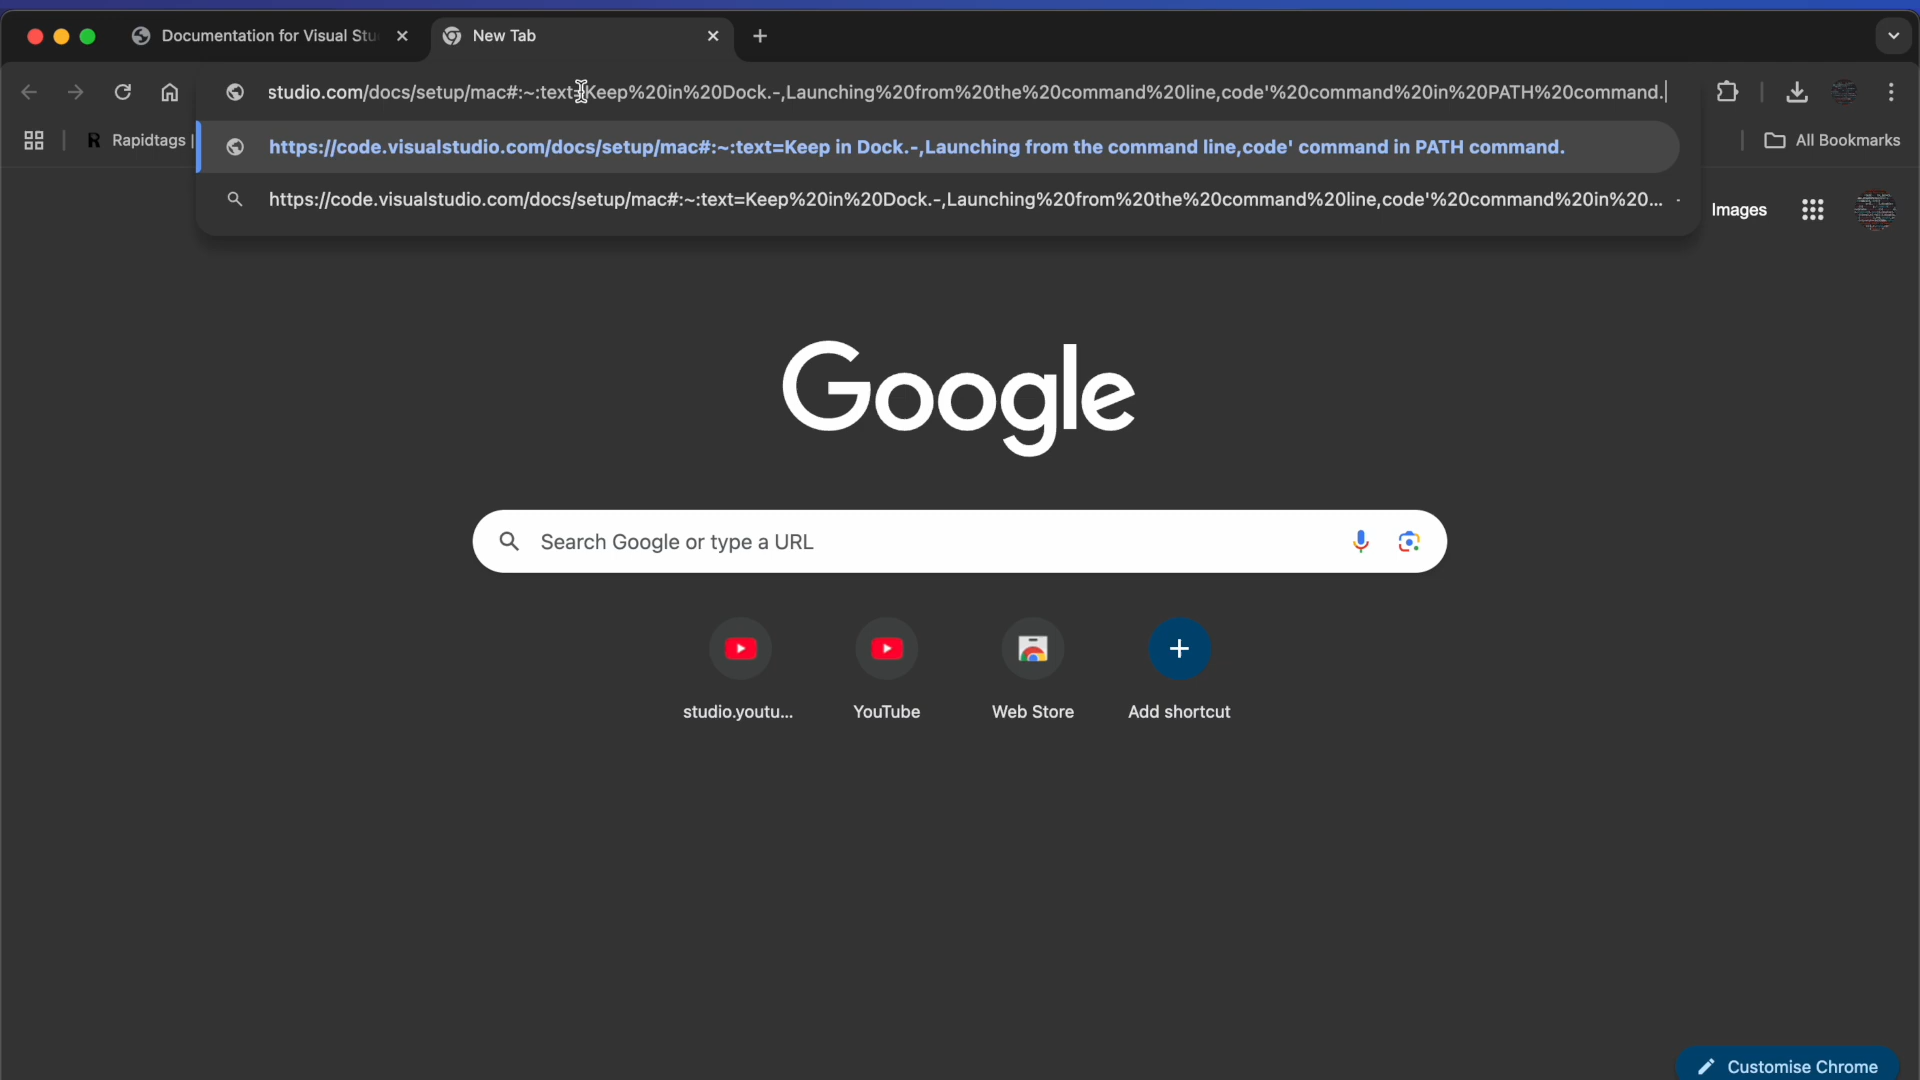 Documentation for Visual Stu
New Tab
studio.com/docs/setup/mac#:~:text=Keep%20in%20Dock.-,Launching%20from%20the%20command%20line,code'%20command%20in%20PATH%20command.
R Rapidtags |
https://code.visualstudio.com/docs/setup/mac#:~:text=Keep in Dock.-,Launching from the command line,code' command in PATH command.
All Bookmarks
https://code.visualstudio.com/docs/setup/mac#:~:text=Keep%20in%20Dock.-,Launching%20from%20the%20command%20line,code'%20command%20in%20... -
Images
Google
Search Google or type a URL
studio.youtu...
YouTube
Web Store
Add shortcut
Customise Chrome